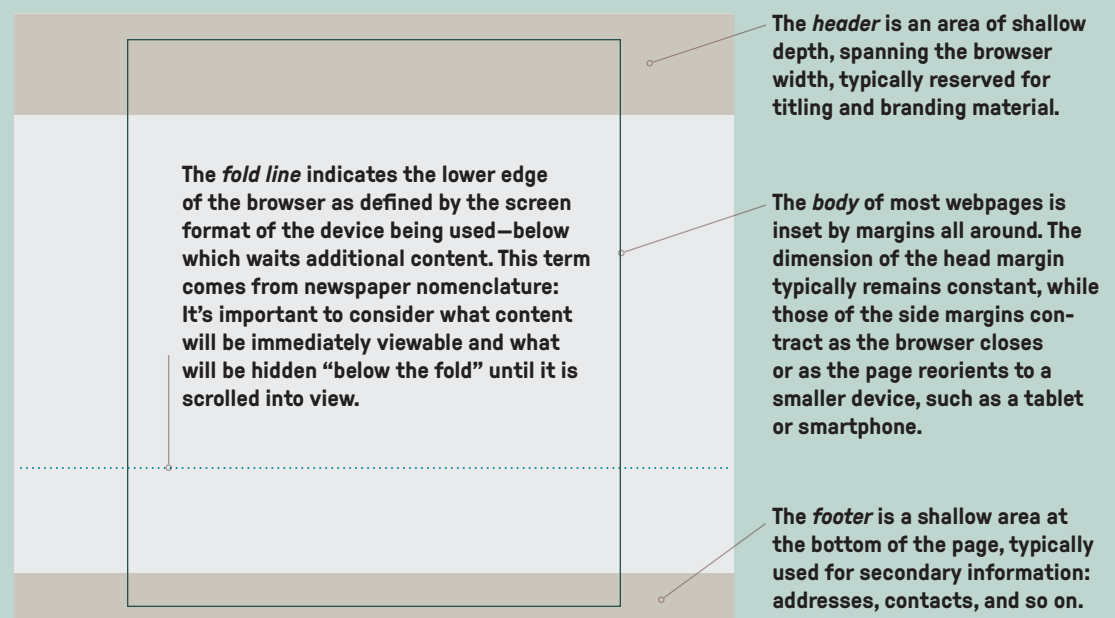 The header is an area of shallow
depth, spanning the browser
width, typically reserved for
titling and branding material.
The fold line indicates the lower edge
of the browser as defined by the screen
format of the device being used—below
which waits additional content. This term
comes from newspaper nomenclature:
It’s important to consider what content
will be immediately viewable and what
will be hidden “below the fold” until it is
scrolled into view.
The body of most webpages is
inset by margins all around. The
dimension of the head margin
typically remains constant, while
those of the side margins con-
tract as the browser closes
or as the page reorients to a
smaller device, such as a tablet
or smartphone.
The footer is a shallow area at
the bottom of the page, typically
used for secondary information:
addresses, contacts, and so on.